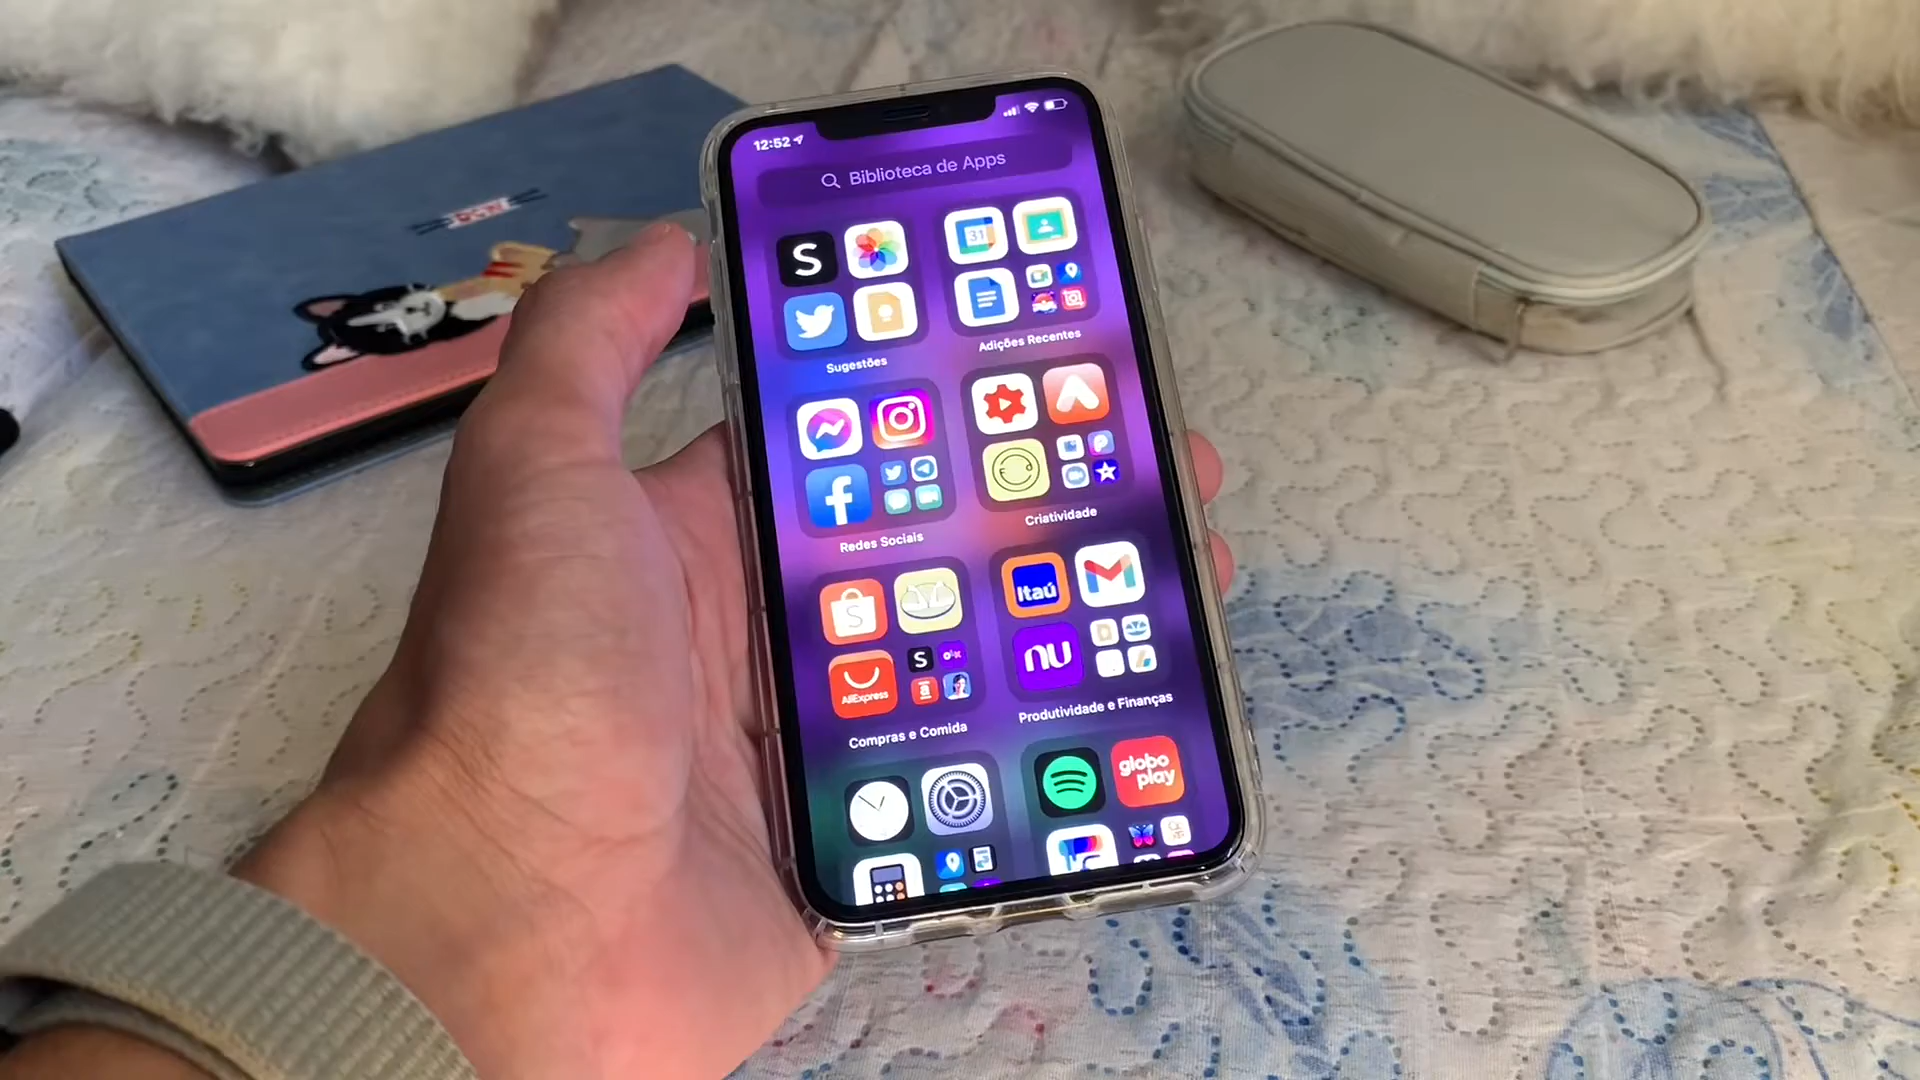 12:52
Biblioteca de Apps
S
31
Sugestões
Adições Recentes
f
Redes Sociais
Criatividade
S
Itaú
AliExpress
S
olx
a
nu
Compras e Comida
Produtividade e Finanças
globo
play